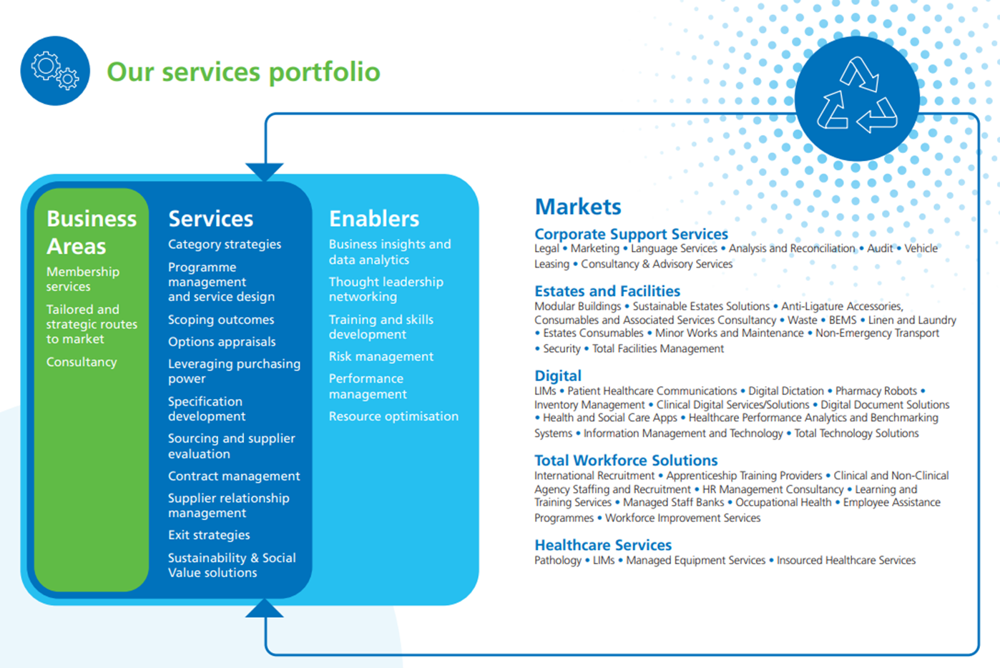 Our services portfolio
Business
Areas
Membership
services
Tailored and
strategic routes
to market
Consultancy
Services
Category strategies
Programme
management
and service design
Scoping outcomes
Options appraisals
Leveraging purchasing
power
Specification
development
Sourcing and supplier
evaluation
Contract management
Supplier relationship
management
Exit strategies
Sustainability & Social
Value solutions
Enablers
Business insights and
data analytics
Thought leadership
networking
Training and skills
development
Risk management
Performance
management
Resource optimisation
Markets
Corporate Support Services
Legal • Marketing • Language Services • Analysis and Reconciliation • Audit • Vehicle
Leasing • Consultancy & Advisory Services
Estates and Facilities
Modular Buildings • Sustainable Estates Solutions • Anti-Ligature Accessories,
Consumables and Associated Services Consultancy • Waste • BEMS • Linen and Laundry
• Estates Consumables • Minor Works and Maintenance • Non-Emergency Transport
• Security • Total Facilities Management
Digital
LIMs • Patient Healthcare Communications • Digital Dictation • Pharmacy Robots •
Inventory Management • Clinical Digital Services/Solutions • Digital Document Solutions
• Health and Social Care Apps • Healthcare Performance Analytics and Benchmarking
Systems • Information Management and Technology • Total Technology Solutions
Total Workforce Solutions
International Recruitment • Apprenticeship Training Providers • Clinical and Non-Clinical
Agency Staffing and Recruitment • HR Management Consultancy • Learning and
Training Services • Managed Staff Banks • Occupational Health • Employee Assistance
Programmes • Workforce Improvement Services
Healthcare Services
Pathology • LIMs • Managed Equipment Services • Insourced Healthcare Services